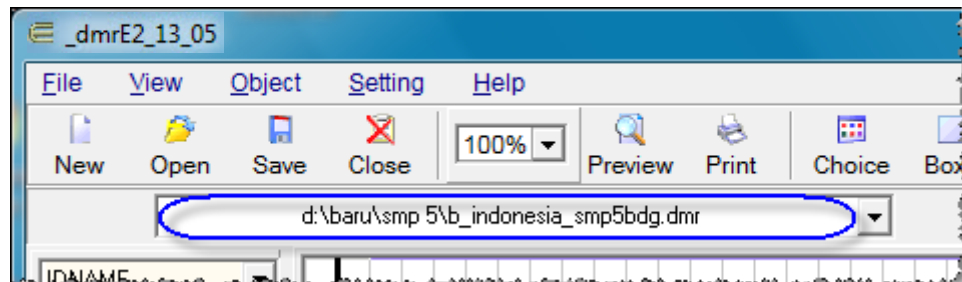 _dmrE2_13_05
File View Object Setting Help
100%
New Open Save Close Preview Print Choice Box
d:\baru\smp 5\b_indonesia_smp5bdg.dmr